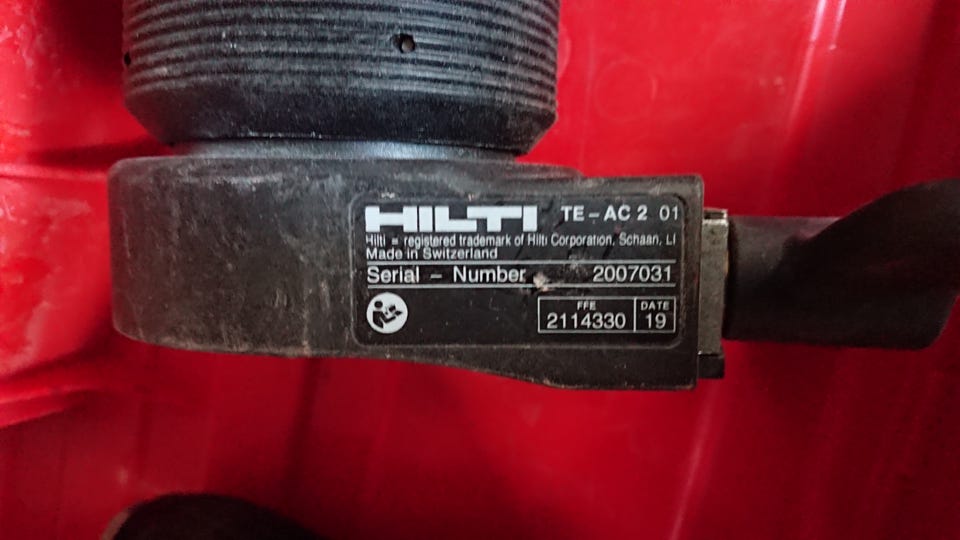 HILTI TE-AC 2 01
Hilti = registered trademark of Hilti Corporation, Schaan, LI
Made in Switzerland
Serial - Number 2007031
FFE DATE
2114330 19